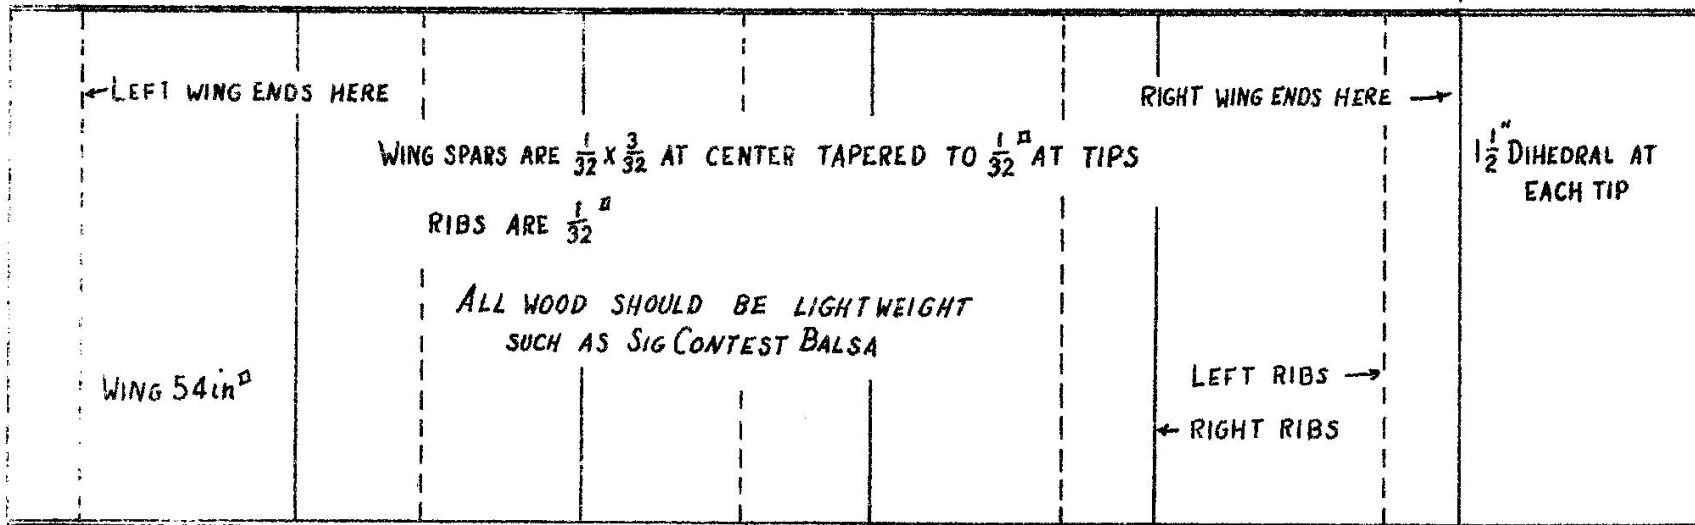 ←LEFT WING ENDS HERE
RIGHT WING ENDS HERE →
WING SPARS ARE 1/32 X 3/32 AT CENTER TAPERED TO 1/32" AT TIPS
1 1/2" DIHEDRAL AT
EACH TIP
RIBS ARE 1/32"
ALL WOOD SHOULD BE LIGHTWEIGHT
SUCH AS SIG CONTEST BALSA
WING 54in□
LEFT RIBS →
← RIGHT RIBS